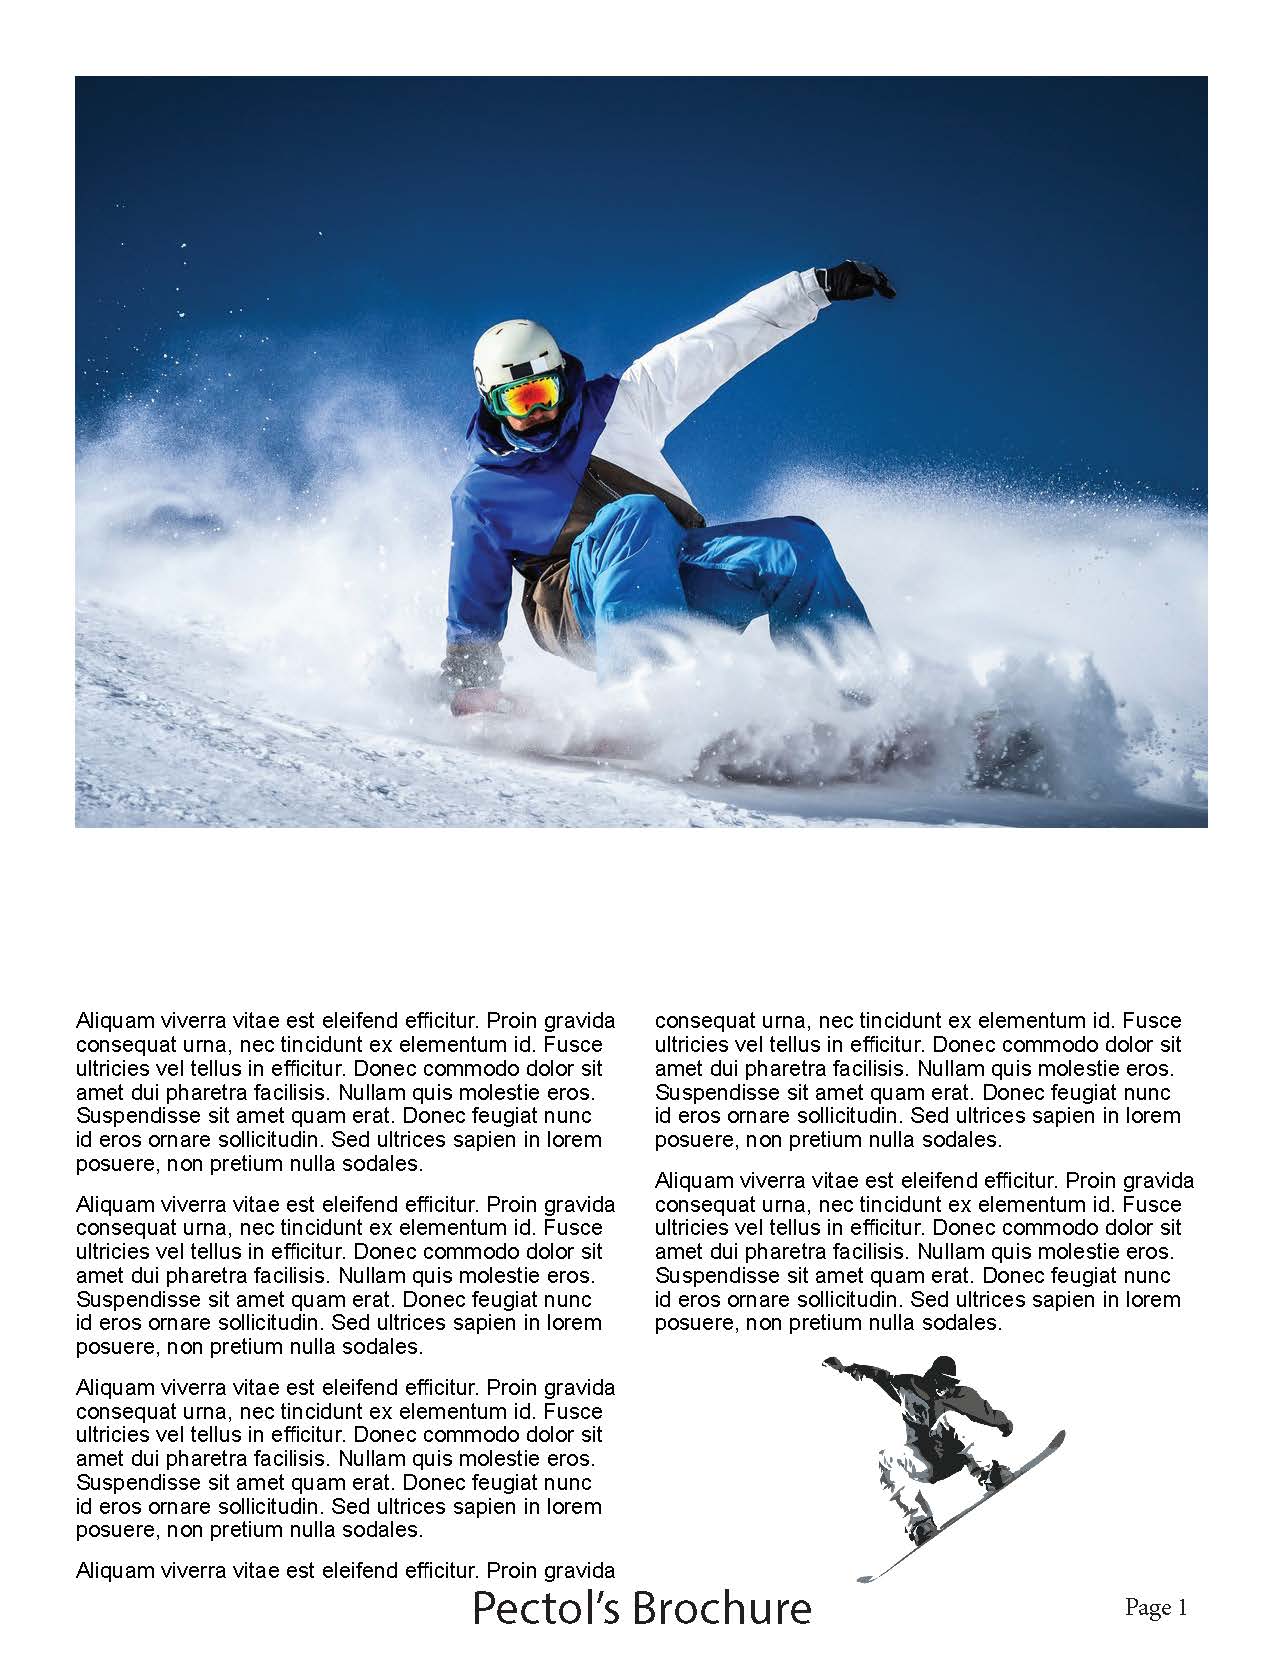 Aliquam viverra vitae est eleifend efficitur. Proin gravida
consequat urna, nec tincidunt ex elementum id. Fusce
ultricies vel tellus in efficitur. Donec commodo dolor sit
amet dui pharetra facilisis. Nullam quis molestie eros.
Suspendisse sit amet quam erat. Donec feugiat nunc
id eros ornare sollicitudin. Sed ultrices sapien in lorem
posuere, non pretium nulla sodales.
Aliquam viverra vitae est eleifend efficitur. Proin gravida
consequat urna, nec tincidunt ex elementum id. Fusce
ultricies vel tellus in efficitur. Donec commodo dolor sit
amet dui pharetra facilisis. Nullam quis molestie eros.
Suspendisse sit amet quam erat. Donec feugiat nunc
id eros ornare sollicitudin. Sed ultrices sapien in lorem
posuere, non pretium nulla sodales.
Aliquam viverra vitae est eleifend efficitur. Proin gravida
consequat urna, nec tincidunt ex elementum id. Fusce
ultricies vel tellus in efficitur. Donec commodo dolor sit
amet dui pharetra facilisis. Nullam quis molestie eros.
Suspendisse sit amet quam erat. Donec feugiat nunc
id eros ornare sollicitudin. Sed ultrices sapien in lorem
posuere, non pretium nulla sodales.
Aliquam viverra vitae est eleifend efficitur. Proin gravida
consequat urna, nec tincidunt ex elementum id. Fusce
ultricies vel tellus in efficitur. Donec commodo dolor sit
amet dui pharetra facilisis. Nullam quis molestie eros.
Suspendisse sit amet quam erat. Donec feugiat nunc
id eros ornare sollicitudin. Sed ultrices sapien in lorem
posuere, non pretium nulla sodales.
Aliquam viverra vitae est eleifend efficitur. Proin gravida
consequat urna, nec tincidunt ex elementum id. Fusce
ultricies vel tellus in efficitur. Donec commodo dolor sit
amet dui pharetra facilisis. Nullam quis molestie eros.
Suspendisse sit amet quam erat. Donec feugiat nunc
id eros ornare sollicitudin. Sed ultrices sapien in lorem
posuere, non pretium nulla sodales.
Pectol’s Brochure
Page 1